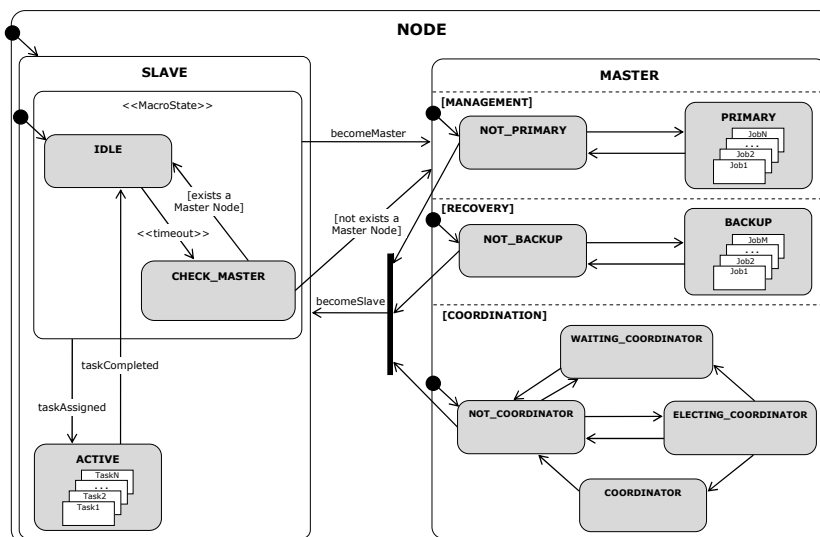 NODE
SLAVE
<<MacroState>>
IDLE
[exists a
Master Node]
<<timeout>>
CHECK_MASTER
taskCompleted
taskAssigned
ACTIVE
TaskN
...
Task2
Task1
becomeMaster
[not exists a
Master Node]
becomeSlave
MASTER
[MANAGEMENT]
NOT_PRIMARY
PRIMARY
JobN
...
Job2
Job1
[RECOVERY]
NOT_BACKUP
BACKUP
JobM
...
Job2
Job1
[COORDINATION]
WAITING_COORDINATOR
NOT_COORDINATOR
ELECTING_COORDINATOR
COORDINATOR